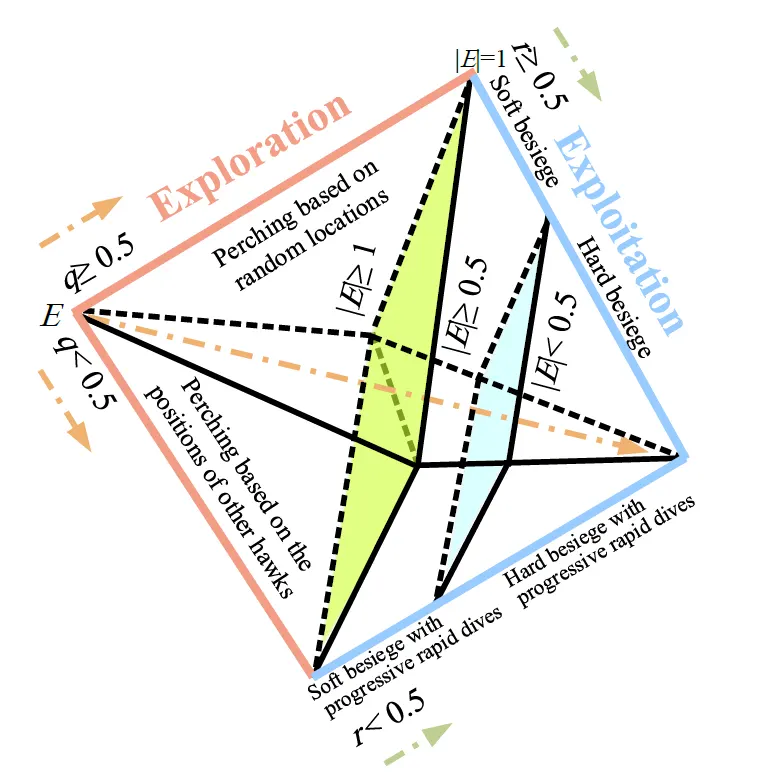 |E|=1
r≥ 0.5
Soft besiege
Exploration
Exploitation
Perching based on
random locations
q≥ 0.5
|E|≥ 1
|E|≥ 0.5
|E|< 0.5
Hard besiege
E
q< 0.5
Perching based on the
positions of other hawks
Hard besiege with
progressive rapid dives
Soft besiege with
progressive rapid dives
r< 0.5